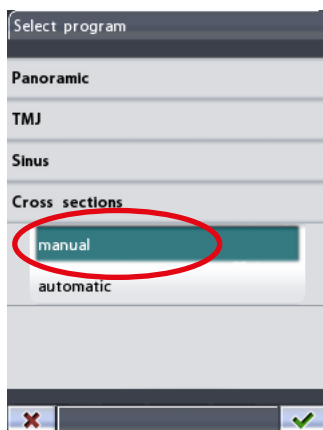 Select program
Panoramic
TMJ
Sinus
Cross sections
manual
automatic